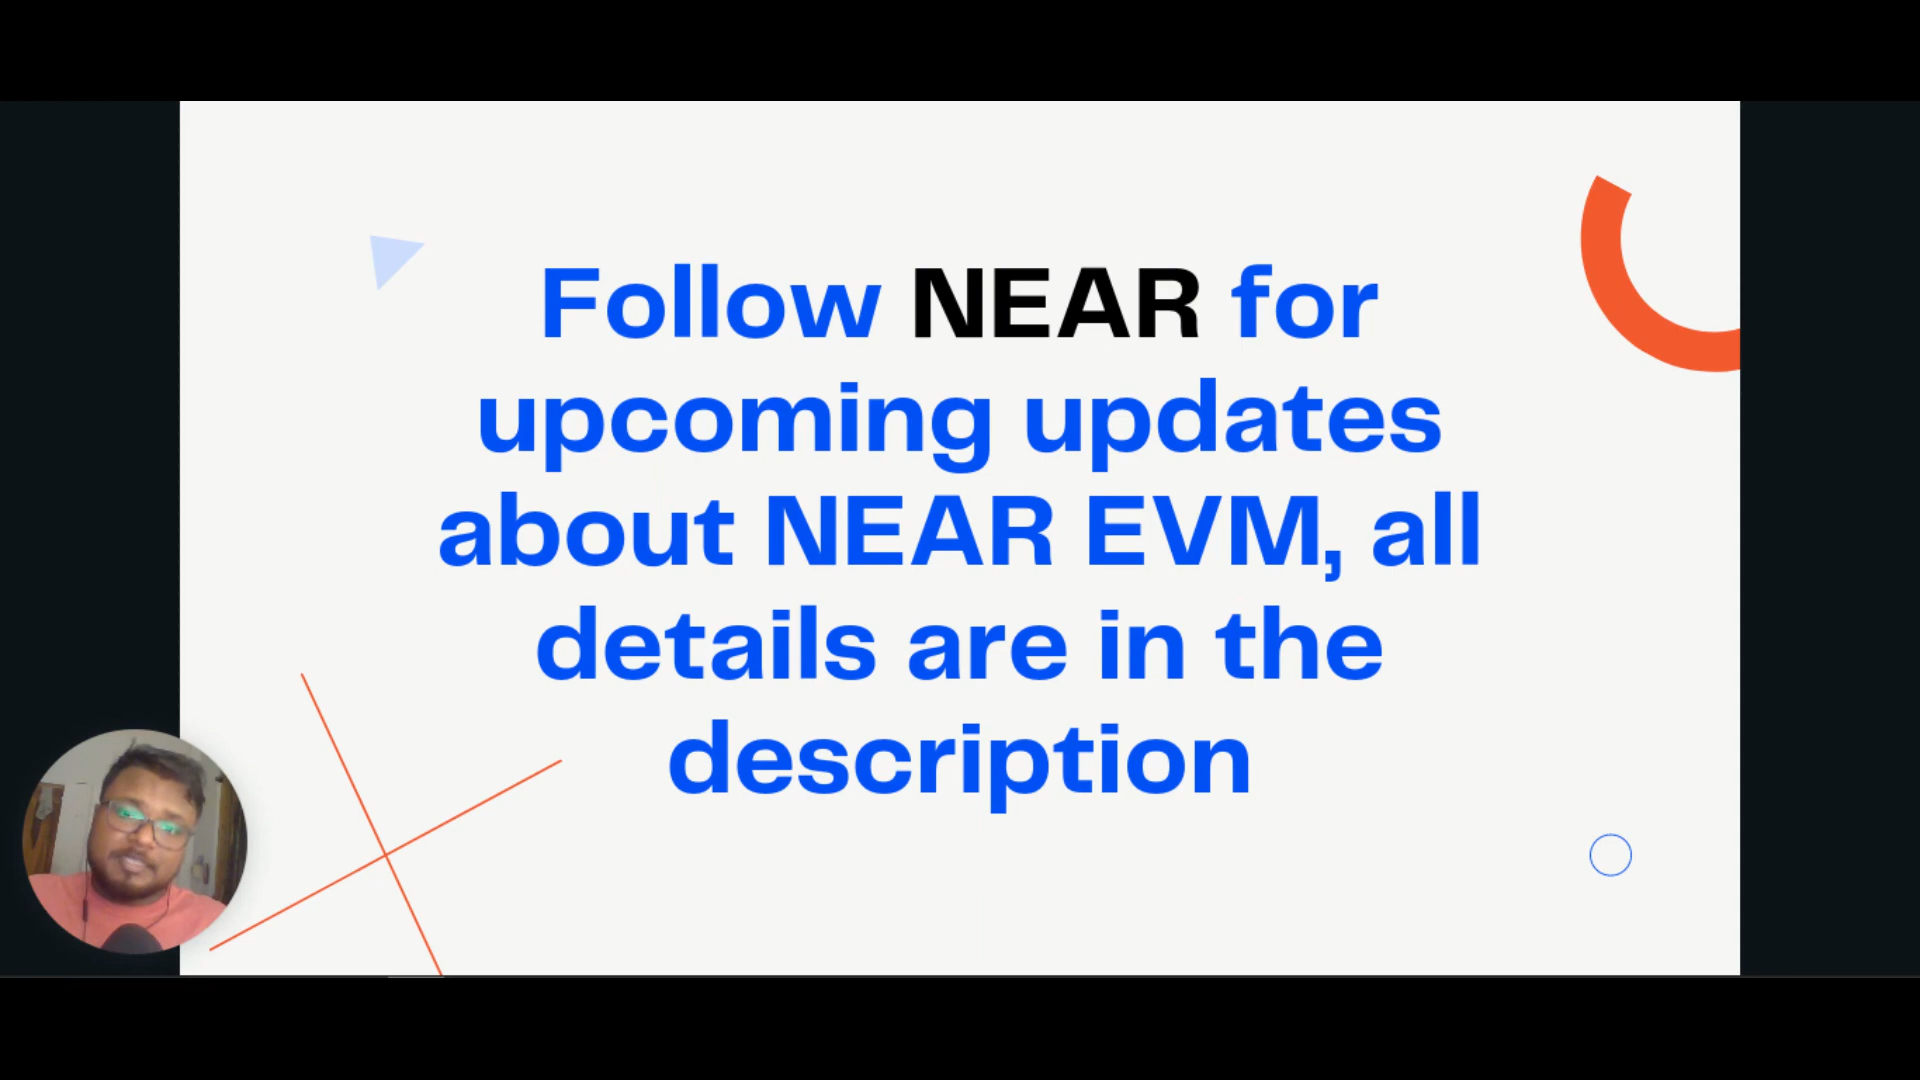 Follow NEAR for
upcoming updates
about NEAR EVM, all
details are in the
description